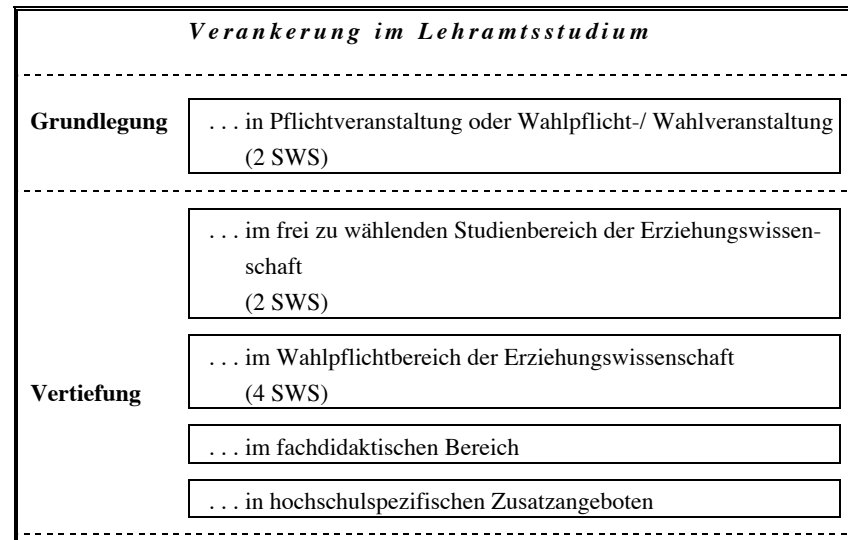 Verankerung im Lehramtsstudium
Grundlegung
. . . in Pflichtveranstaltung oder Wahlpflicht-/ Wahlveranstaltung
(2 SWS)
. . . im frei zu wählenden Studienbereich der Erziehungswissen-
schaft
(2 SWS)
Vertiefung
. . . im Wahlpflichtbereich der Erziehungswissenschaft
(4 SWS)
. . . im fachdidaktischen Bereich
. . . in hochschulspezifischen Zusatzangeboten